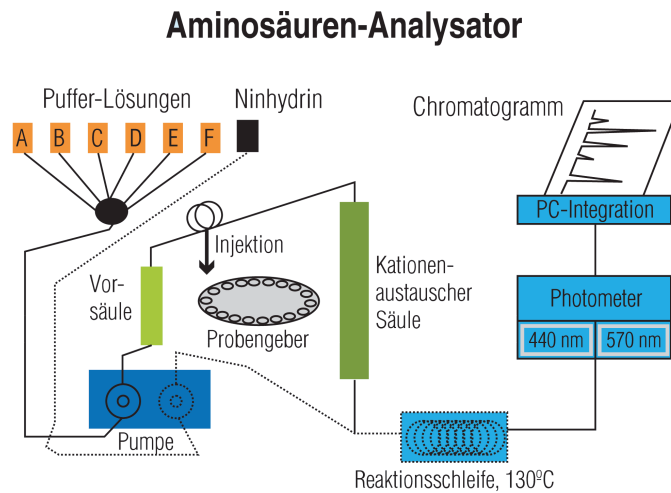 Aminosäuren-Analysator
Puffer-Lösungen
Ninhydrin
A B C D E F
Chromatogramm
PC-Integration
Injektion
Vor-
säule
Kationen-
austauscher
Säule
Probengeber
Photometer
440 nm 570 nm
Pumpe
Reaktionsschleife, 130ºC